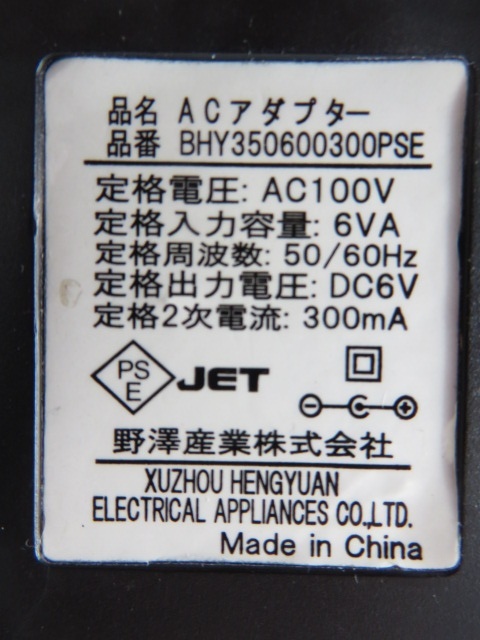 品名 ACアダプター
品番 BHY350600300PSE
定格電圧: AC100V
定格入力容量: 6VA
定格周波数: 50/60Hz
定格出力電圧: DC6V
定格2次電流: 300mA
PS
E
JET
野澤産業株式会社
XUZHOU HENGYUAN
ELECTRICAL APPLIANCES CO.,LTD.
Made in China